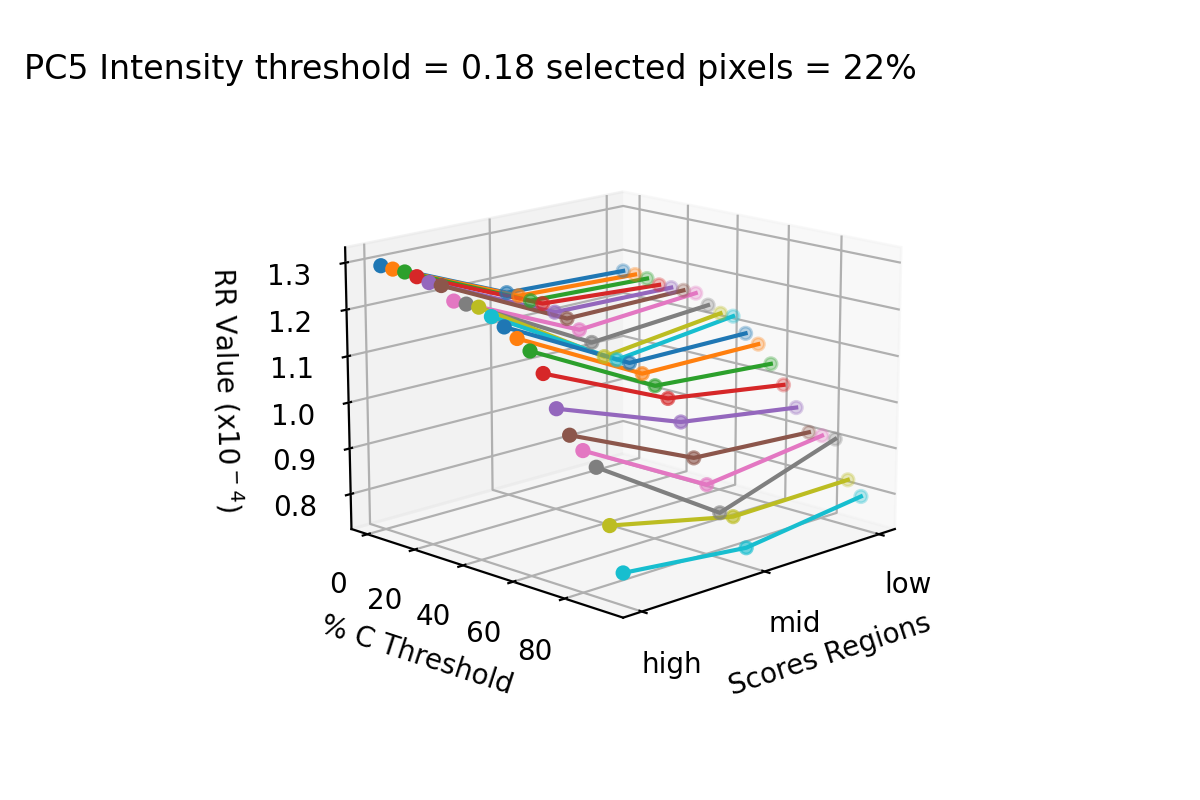 PC5 Intensity threshold = 0.18 selected pixels = 22%
RR Value (x10⁻⁴)
1.3
1.2
1.1
1.0
0.9
0.8
0
20
40
60
80
% C Threshold
high
mid
low
Scores Regions